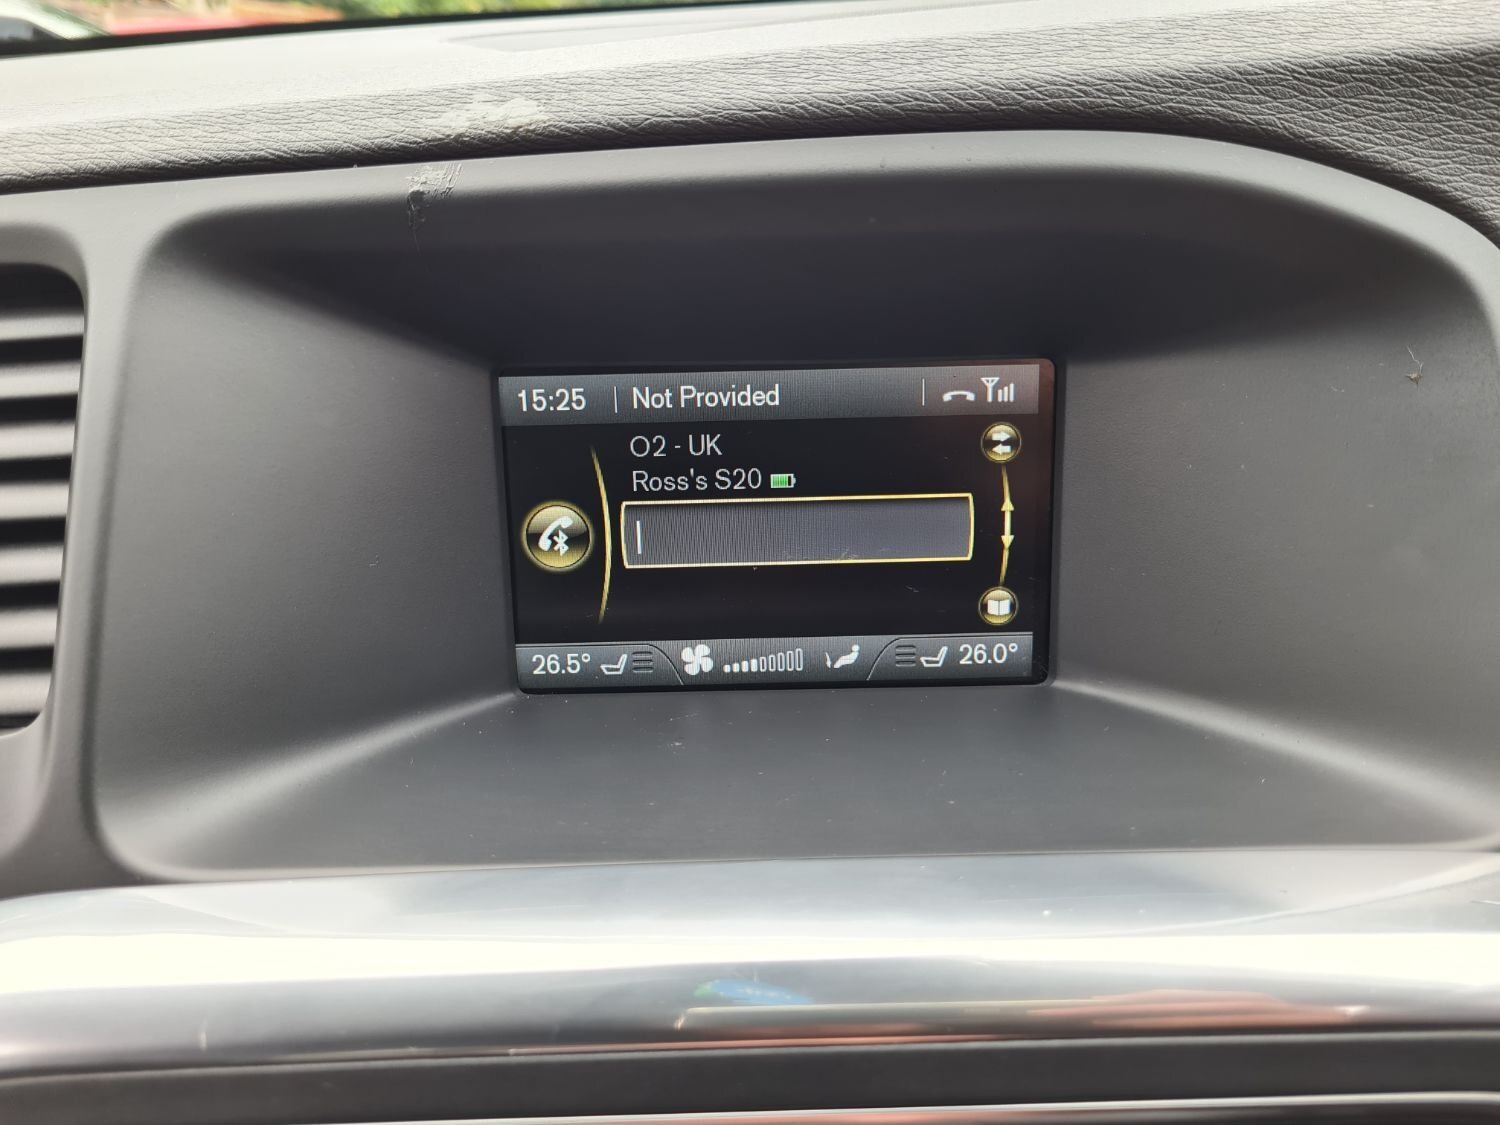 15:25 Not Provided
O2 - UK
Ross's S20
26.5° 26.0°